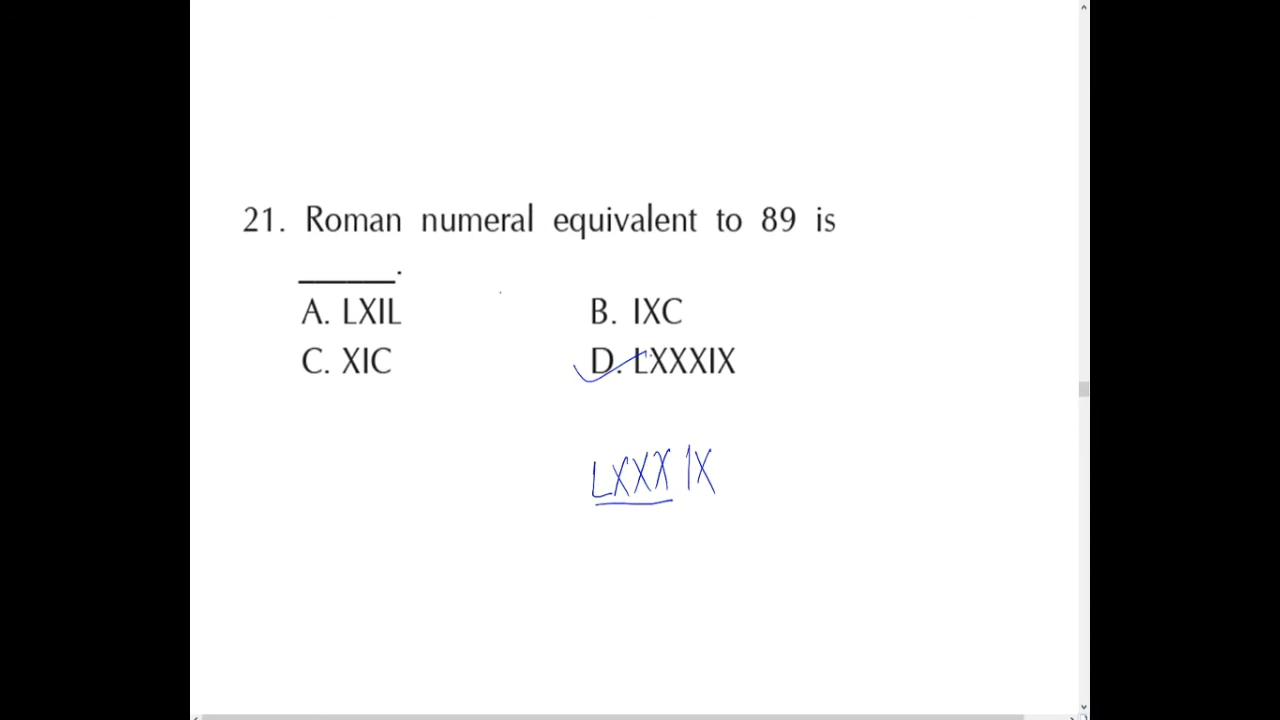 21. Roman numeral equivalent to 89 is
______.
A. LXIL B. IXC
C. XIC D. LXXXIX
LXXX IX